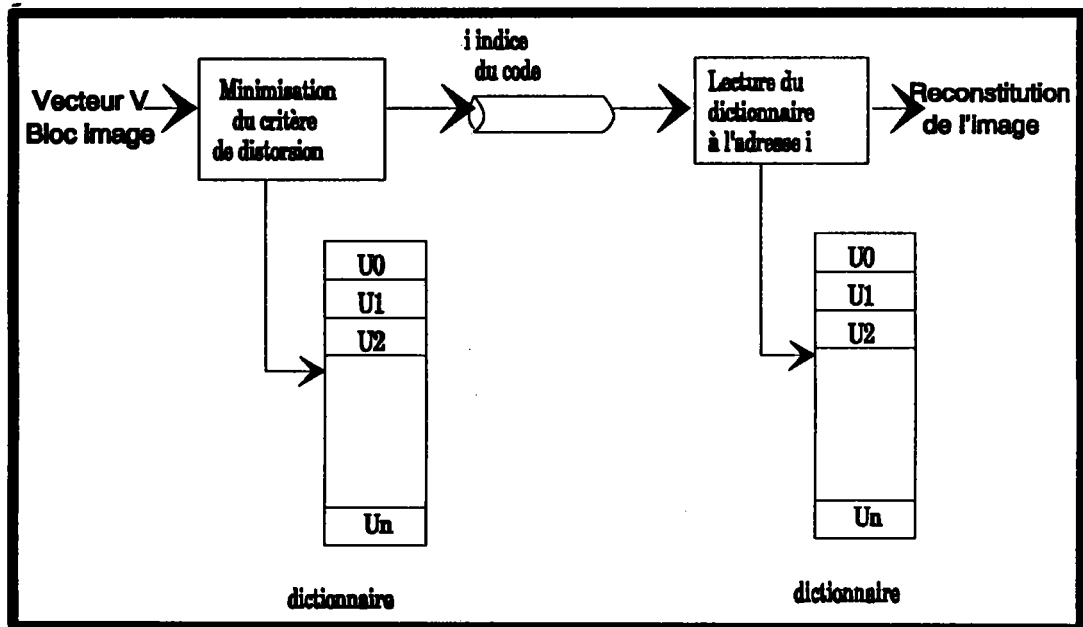 i indice
du code
Vecteur V
Bloc image
Minimisation
du critère
de distorsion
Lecture du
dictionnaire
à l'adresse i
Reconstitution
de l'image
U0
U1
U2
Un
dictionnaire
U0
U1
U2
Un
dictionnaire